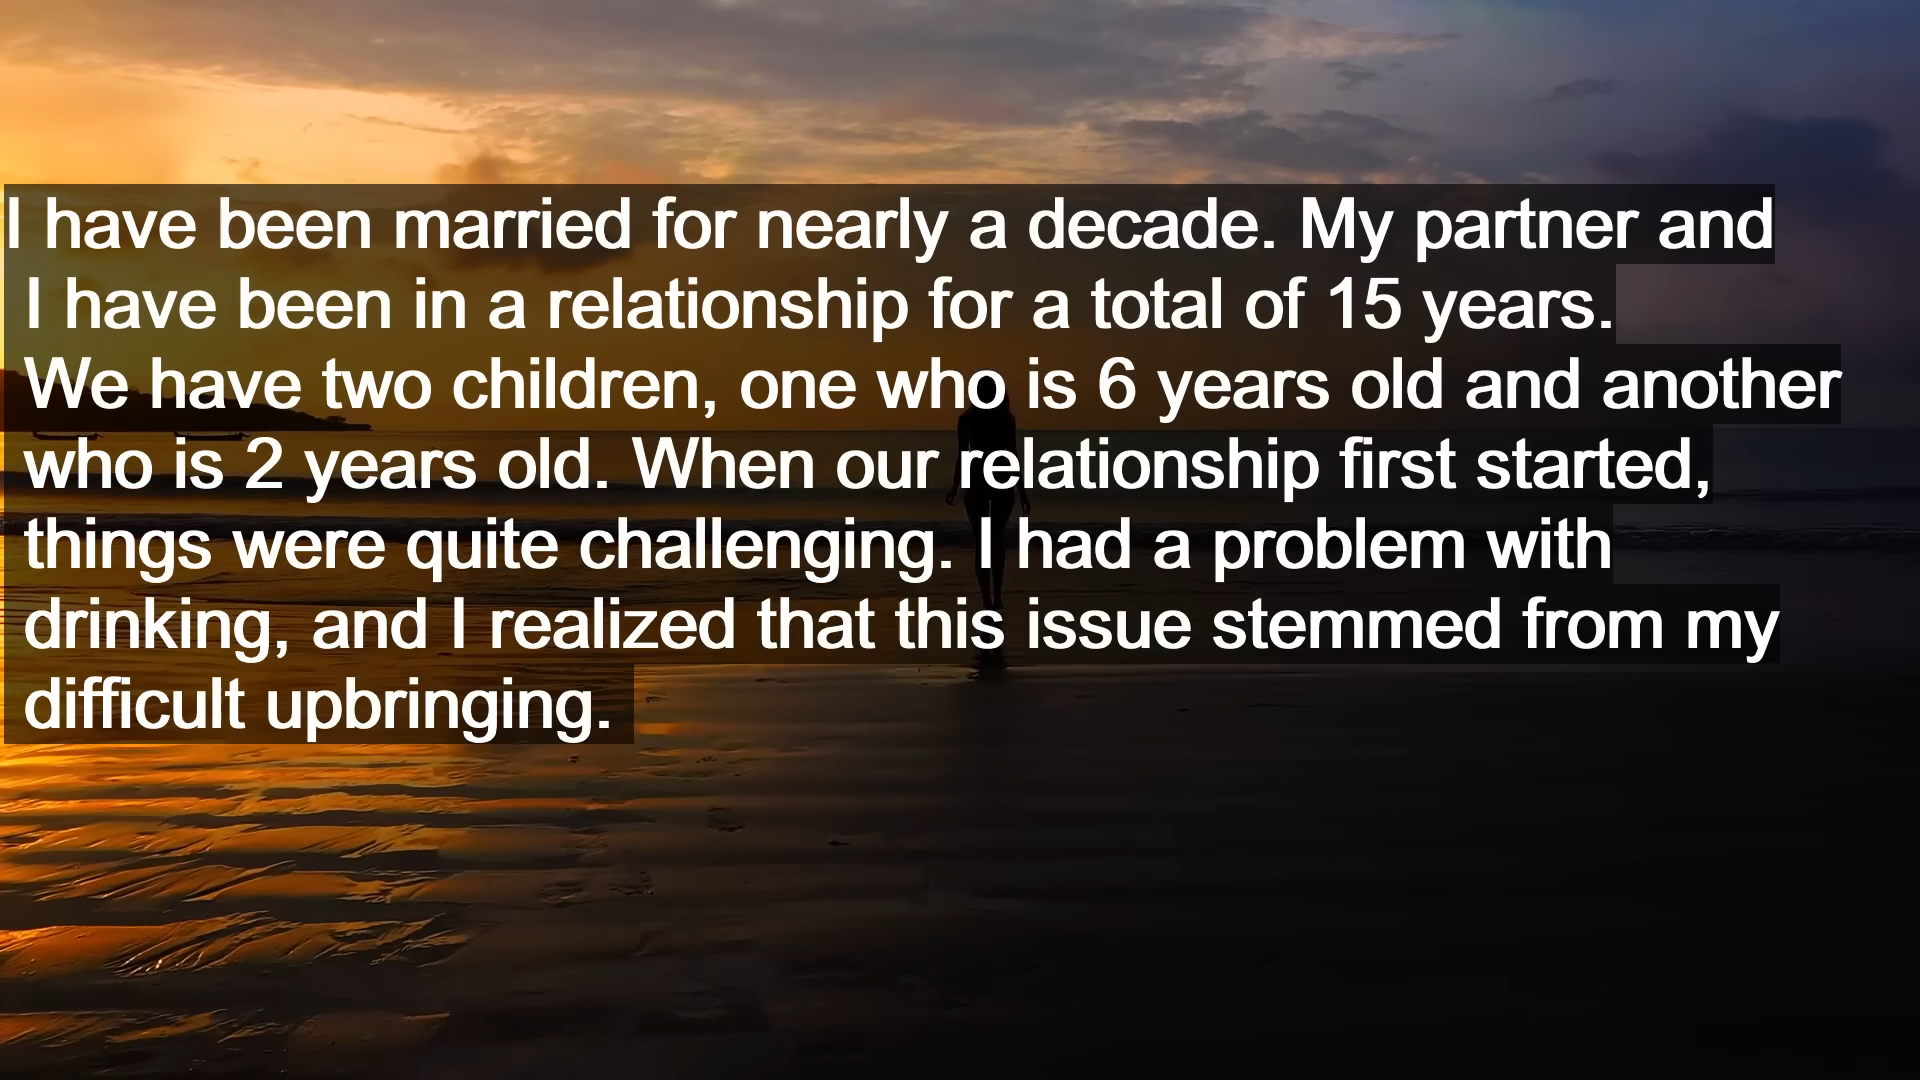 I have been married for nearly a decade. My partner and
I have been in a relationship for a total of 15 years.
We have two children, one who is 6 years old and another
who is 2 years old. When our relationship first started,
things were quite challenging. I had a problem with
drinking, and I realized that this issue stemmed from my
difficult upbringing.